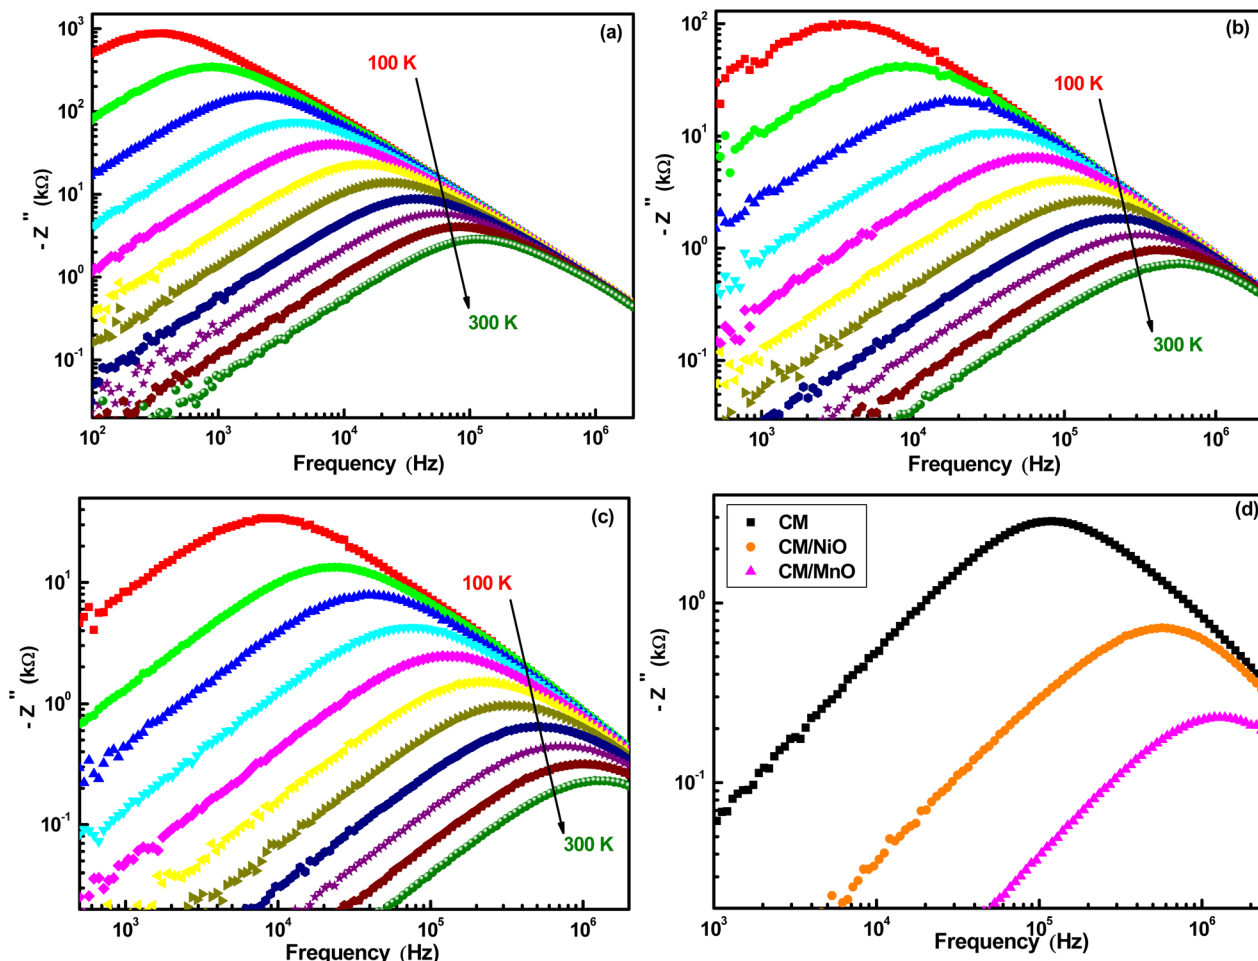 (a)
100 K
300 K
10³
10²
10¹
10⁰
10⁻¹
- Z" (kΩ)
10² 10³ 10⁴ 10⁵ 10⁶
Frequency (Hz)
(b)
100 K
300 K
10²
10¹
10⁰
10⁻¹
- Z" (kΩ)
10³ 10⁴ 10⁵ 10⁶
Frequency (Hz)
(c)
100 K
300 K
10¹
10⁰
10⁻¹
- Z" (kΩ)
10³ 10⁴ 10⁵ 10⁶
Frequency (Hz)
(d)
CM
CM/NiO
CM/MnO
10⁰
10⁻¹
- Z" (kΩ)
10³ 10⁴ 10⁵ 10⁶
Frequency (Hz)